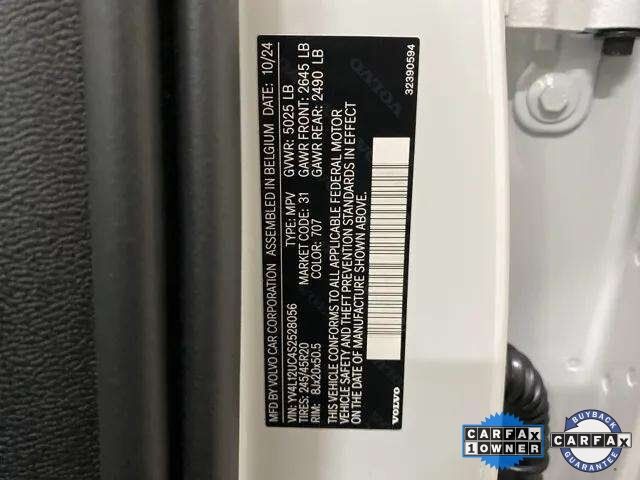 MFD BY VOLVO CAR CORPORATION ASSEMBLED IN BELGIUM DATE: 10/24
VIN: YV4L12UC4S2528056 TYPE: MPV GVWR: 5025 LB
TIRES: 245/45R20 MARKET CODE: 31 GAWR FRONT: 2645 LB
RIM: 8Jx20x50.5 COLOR: 707 GAWR REAR: 2490 LB
THIS VEHICLE CONFORMS TO ALL APPLICABLE FEDERAL MOTOR
VEHICLE SAFETY AND THEFT PREVENTION STANDARDS IN EFFECT
ON THE DATE OF MANUFACTURE SHOWN ABOVE.
VOLVO
32390594
CARFAX
1 OWNER
BUYBACK
CARFAX
GUARANTEE